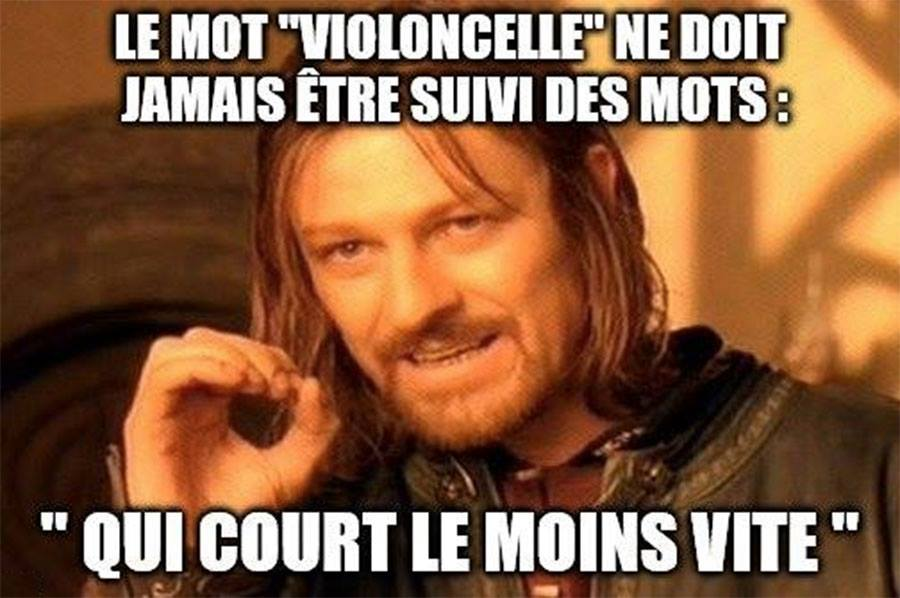 LE MOT "VIOLONCELLE" NE DOIT
JAMAIS ÊTRE SUIVI DES MOTS :
" QUI COURT LE MOINS VITE "